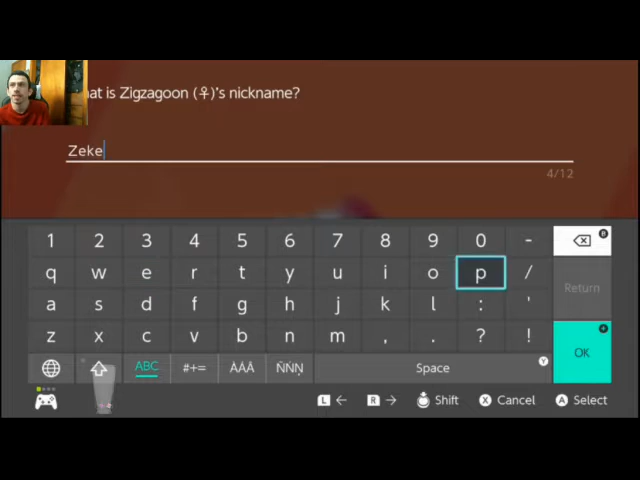 hat is Zigzagoon (♀)'s nickname?
Zeke
4/12
1 2 3 4 5 6 7 8 9 0 -
q w e r t y u i o p /
Return
a s d f g h j k l : '
z x c v b n m , . ? !
OK
ABC #+= ÀÁÂ ÑÑŅ Space Y
L ← R → Shift X Cancel A Select